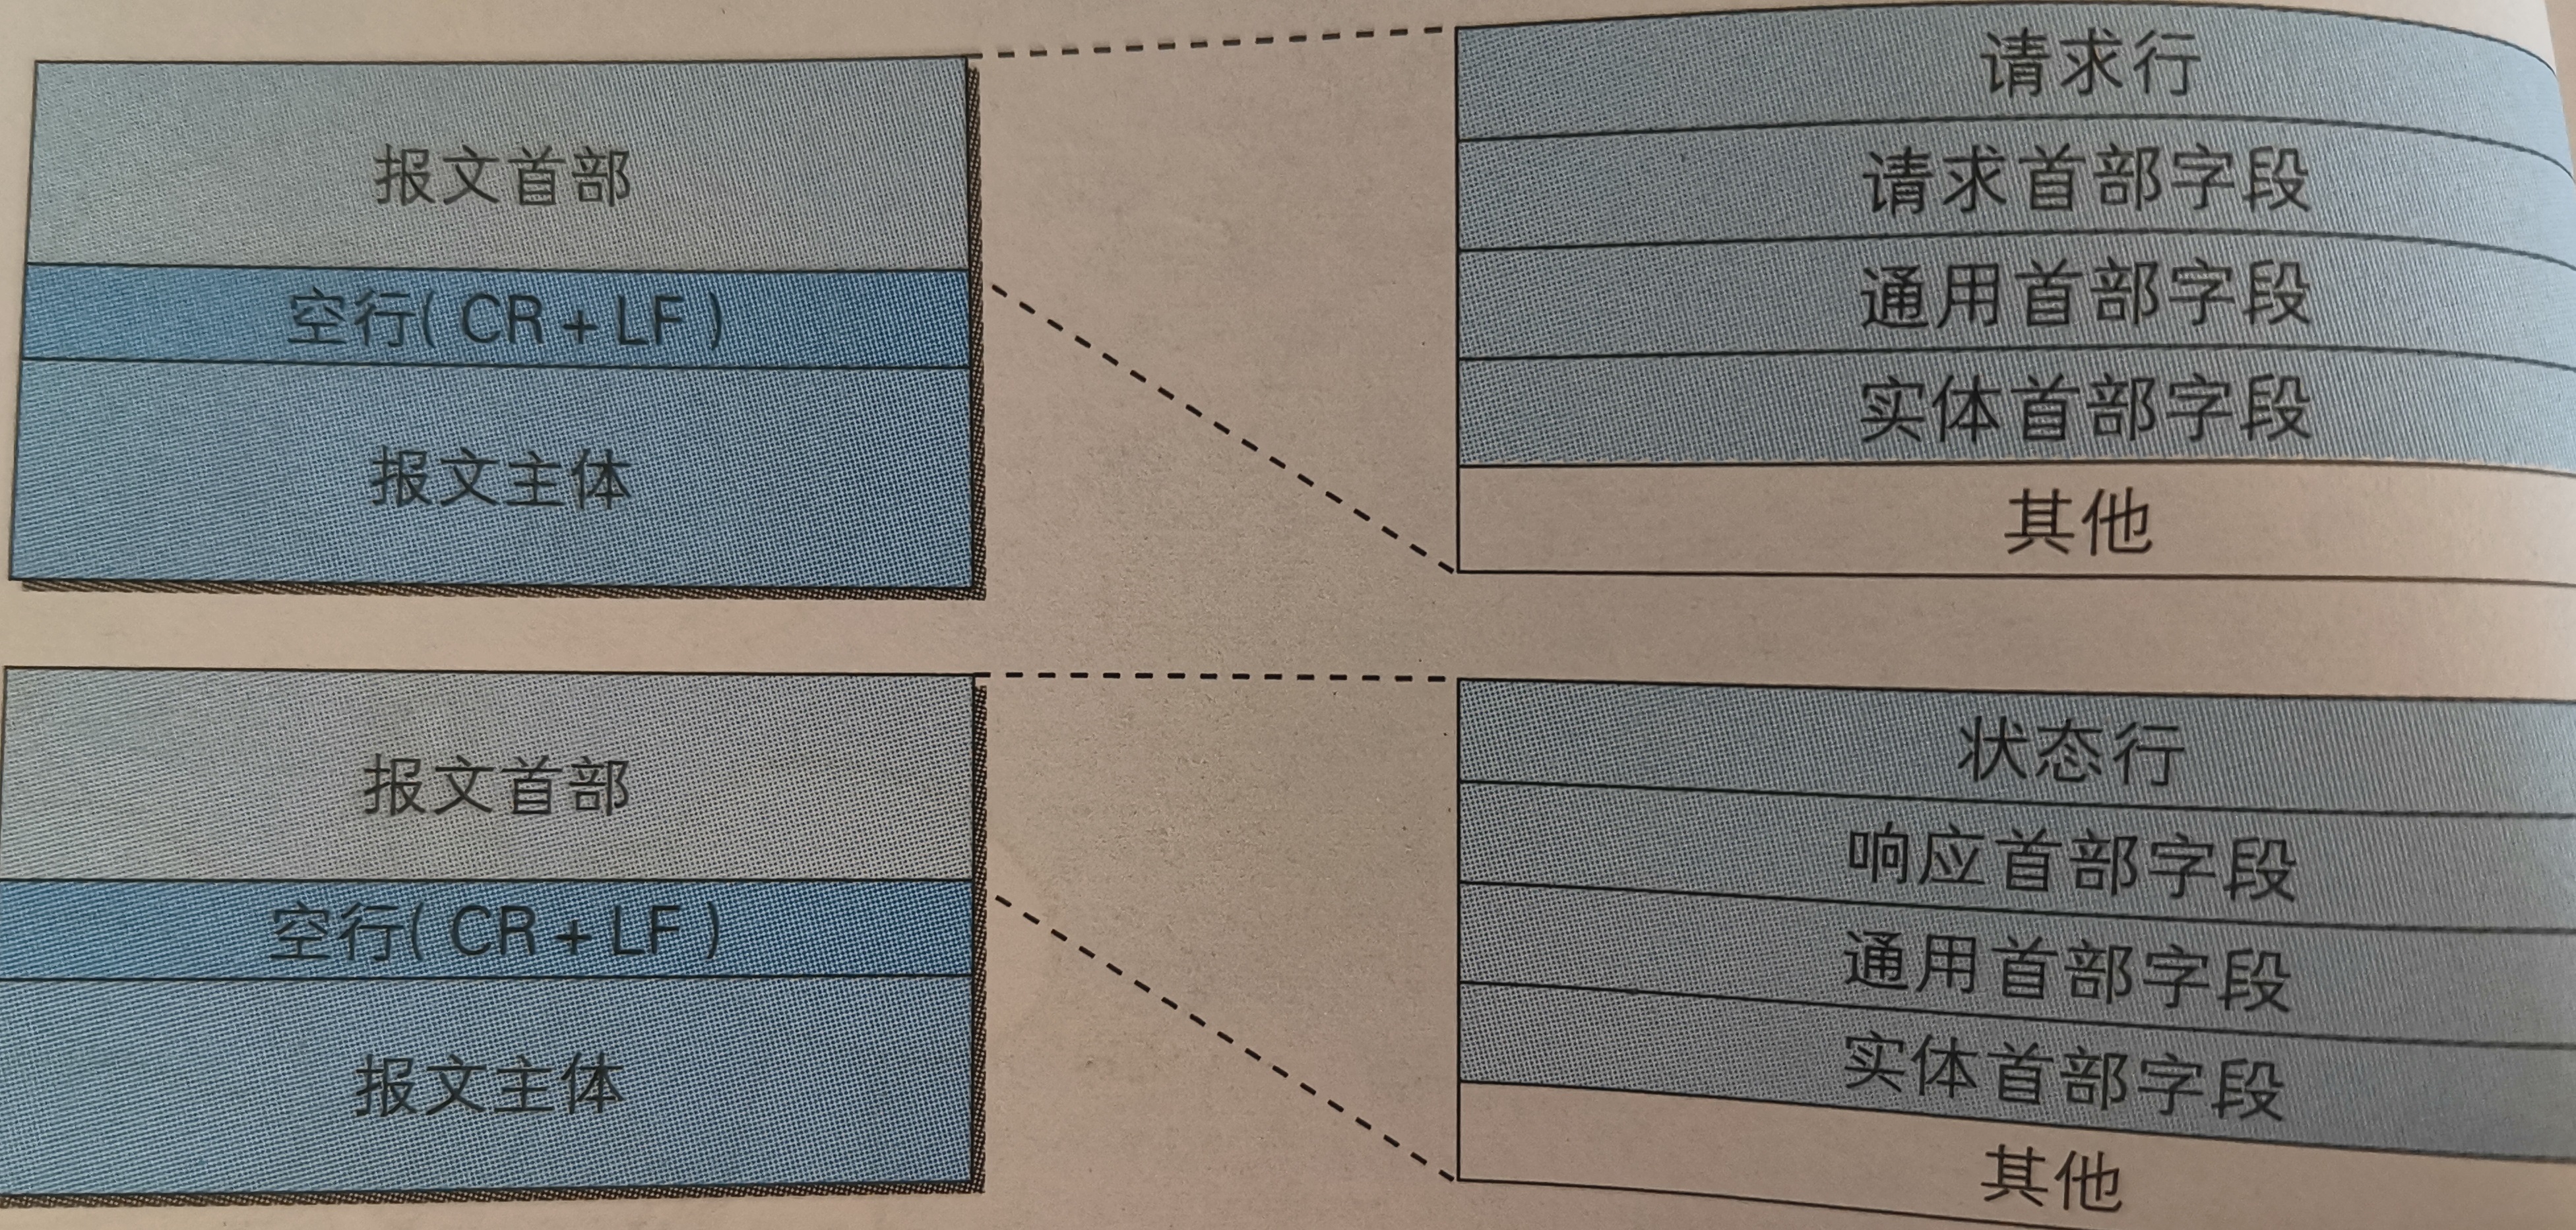 报文首部
空行( CR + LF )
报文主体
请求行
请求首部字段
通用首部字段
实体首部字段
其他
报文首部
空行( CR + LF )
报文主体
状态行
响应首部字段
通用首部字段
实体首部字段
其他